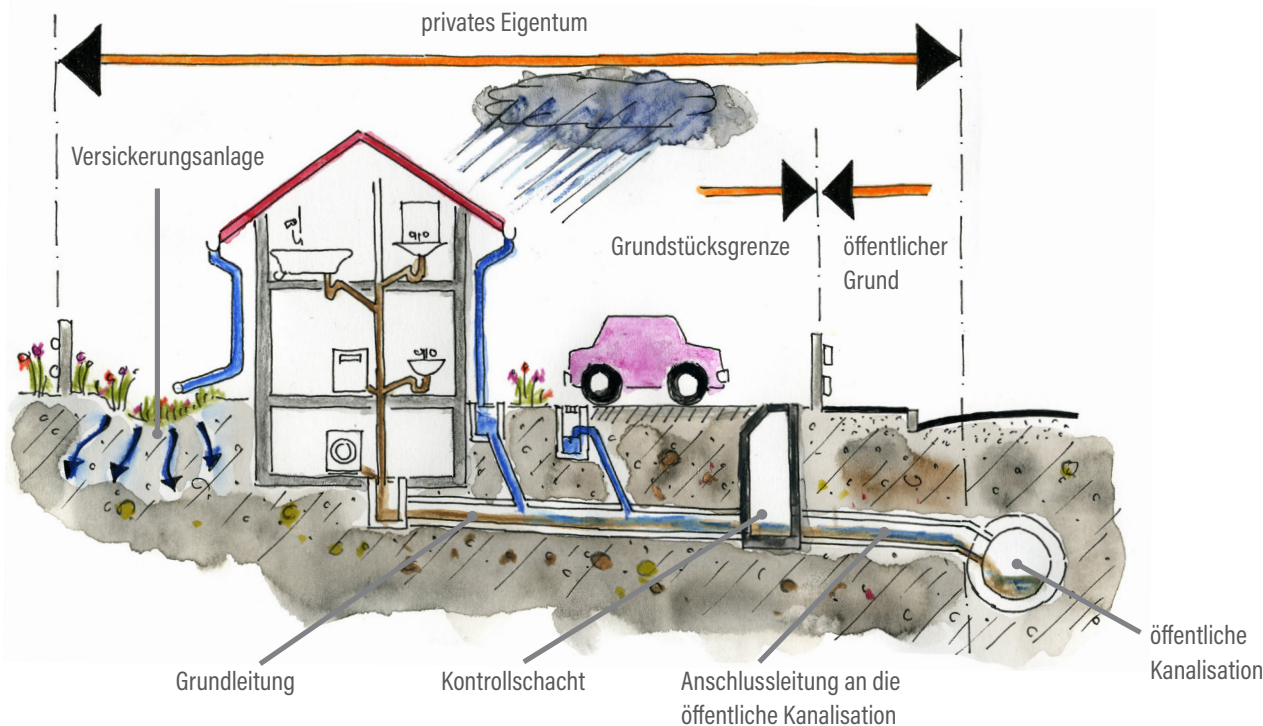 privates Eigentum
Versickerungsanlage
Grundstücksgrenze
öffentlicher
Grund
Grundleitung
Kontrollschacht
Anschlussleitung an die
öffentliche Kanalisation
öffentliche
Kanalisation